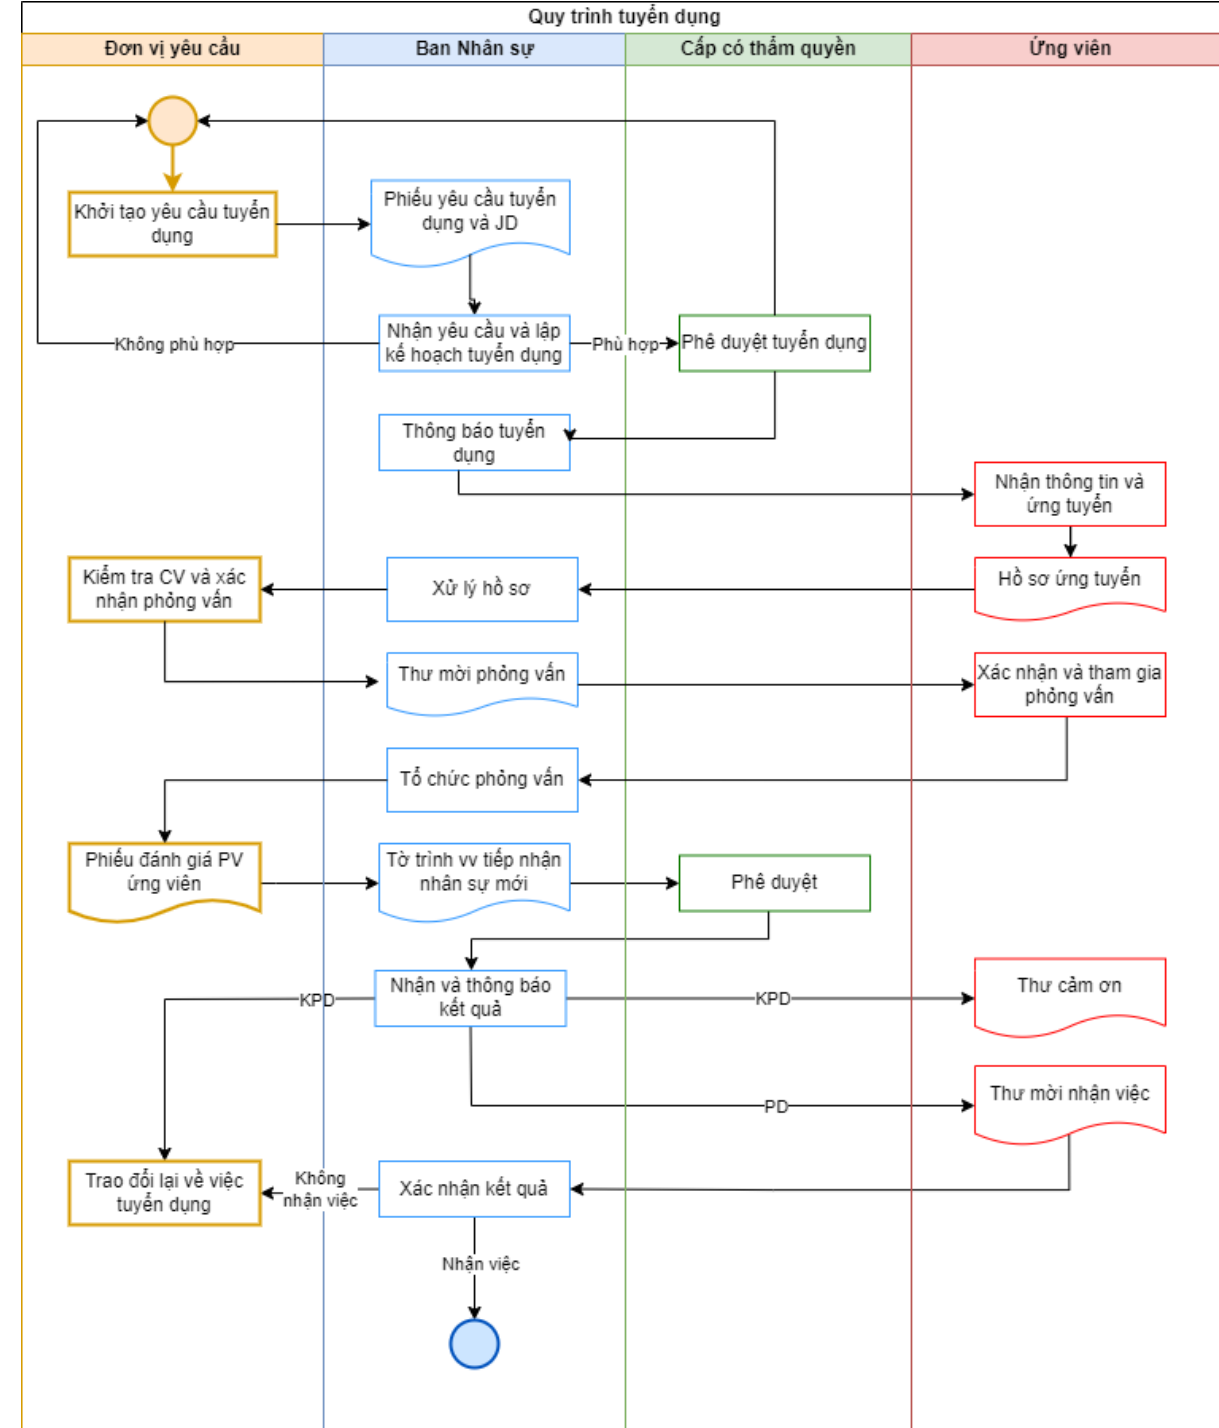 Quy trình tuyển dụng
Đơn vị yêu cầu
Ban Nhân sự
Cấp có thẩm quyền
Ứng viên
Khởi tạo yêu cầu tuyển
dụng
Phiếu yêu cầu tuyển
dụng và JD
Không phù hợp
Nhận yêu cầu và lập
kế hoạch tuyển dụng
Phù hợp
Phê duyệt tuyển dụng
Thông báo tuyển
dụng
Nhận thông tin và
ứng tuyển
Kiểm tra CV và xác
nhận phỏng vấn
Xử lý hồ sơ
Hồ sơ ứng tuyển
Thư mời phỏng vấn
Xác nhận và tham gia
phỏng vấn
Tổ chức phỏng vấn
Phiếu đánh giá PV
ứng viên
Tờ trình vv tiếp nhận
nhân sự mới
Phê duyệt
KPD
Nhận và thông báo
kết quả
KPD
Thư cảm ơn
PD
Thư mời nhận việc
Trao đổi lại về việc
tuyển dụng
Không
nhận việc
Xác nhận kết quả
Nhận việc